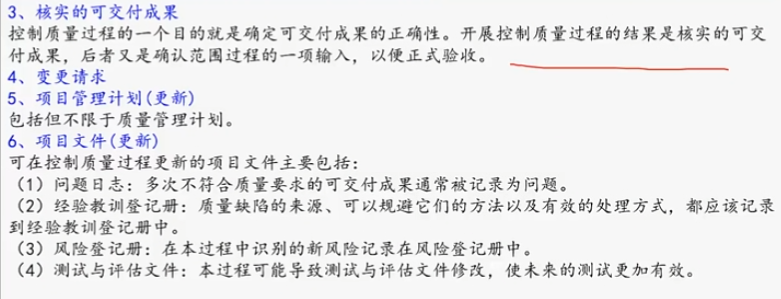 3、核实的可交付成果
控制质量过程的一个目的就是确定可交付成果的正确性。开展控制质量过程的结果是核实的可交
付成果，后者又是确认范围过程的一项输入，以便正式验收。
4、变更请求
5、项目管理计划(更新)
包括但不限于质量管理计划。
6、项目文件(更新)
可在控制质量过程更新的项目文件主要包括：
（1）问题日志：多次不符合质量要求的可交付成果通常被记录为问题。
（2）经验教训登记册：质量缺陷的来源、可以规避它们的方法以及有效的处理方式，都应该记录
到经验教训登记册中。
（3）风险登记册：在本过程中识别的新风险记录在风险登记册中。
（4）测试与评估文件：本过程可能导致测试与评估文件修改，使未来的测试更加有效。